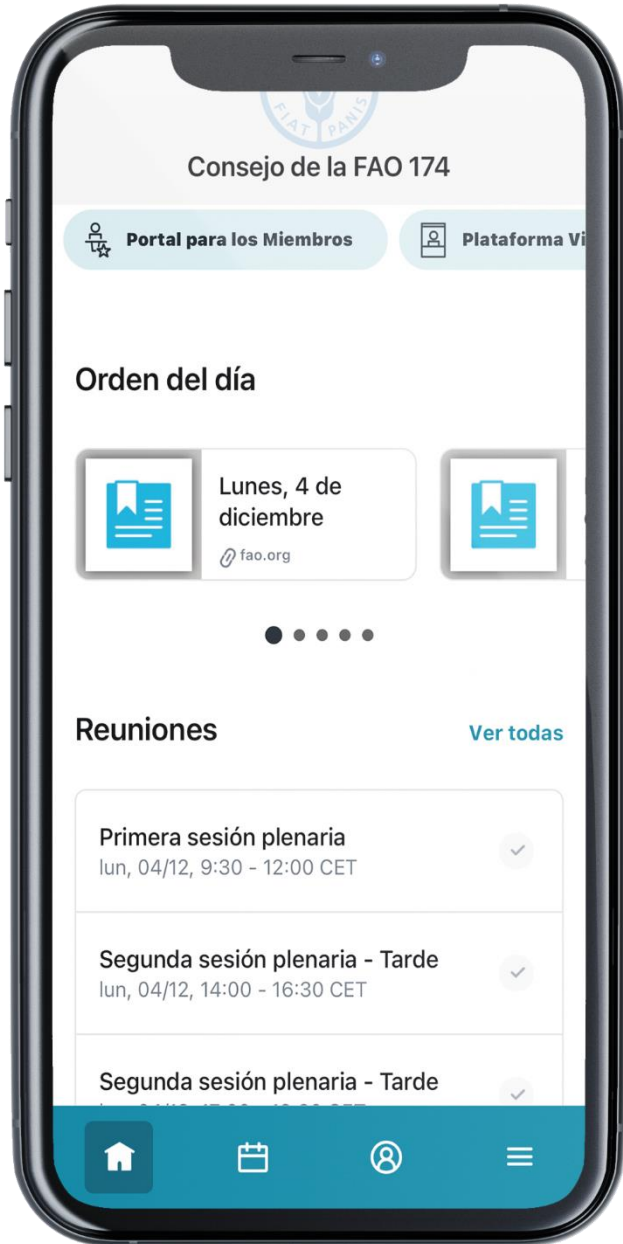 FIAT PANIS
Consejo de la FAO 174
Portal para los Miembros
Plataforma Vi
Orden del día
Lunes, 4 de
diciembre
fao.org
Reuniones
Ver todas
Primera sesión plenaria
lun, 04/12, 9:30 - 12:00 CET
Segunda sesión plenaria - Tarde
lun, 04/12, 14:00 - 16:30 CET
Segunda sesión plenaria - Tarde